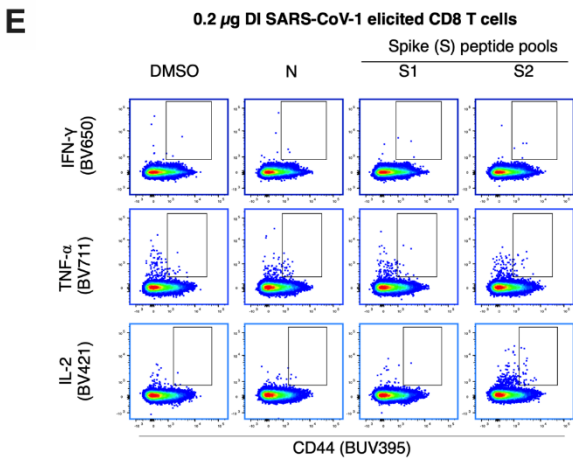 E
0.2 µg DI SARS-CoV-1 elicited CD8 T cells
Spike (S) peptide pools
DMSO N S1 S2
IFN-γ
(BV650)
TNF-α
(BV711)
IL-2
(BV421)
CD44 (BUV395)